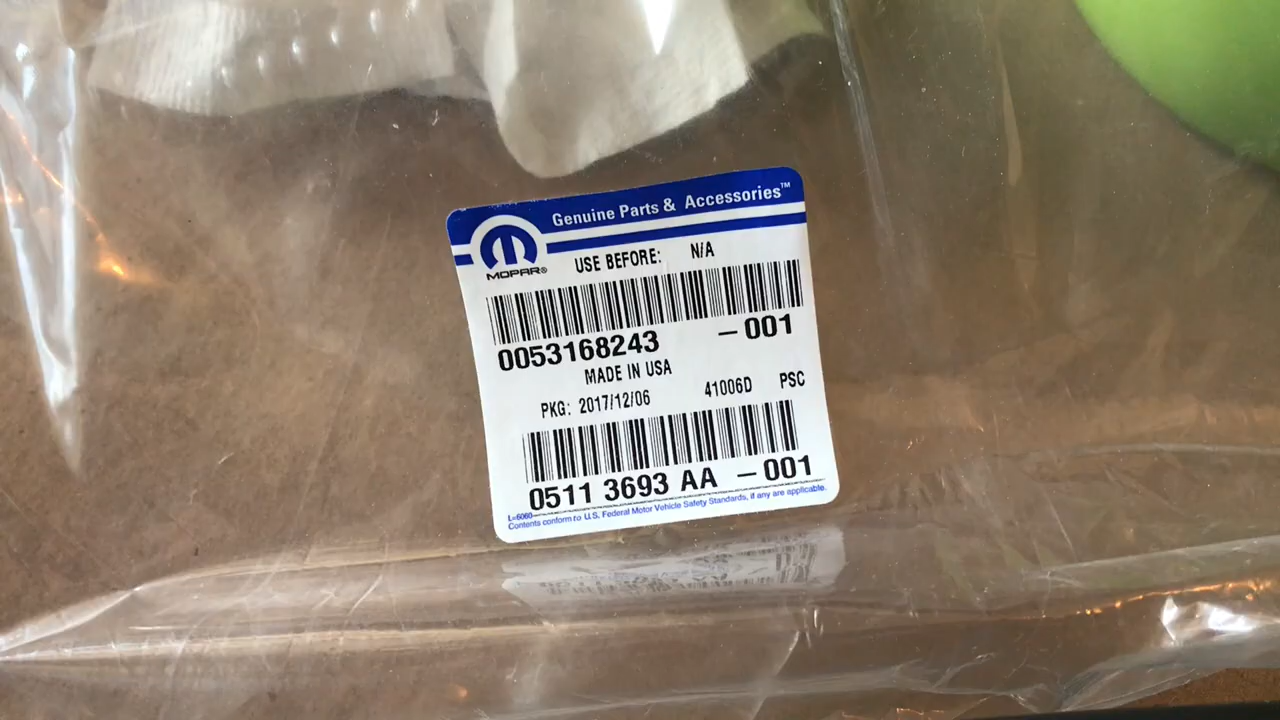 Genuine Parts & Accessories™
MOPAR®
USE BEFORE: N/A
0053168243 -001
MADE IN USA
PKG: 2017/12/06 41006D PSC
0511 3693 AA -001
L=6060
Contents conform to U.S. Federal Motor Vehicle Safety Standards, if any are applicable.